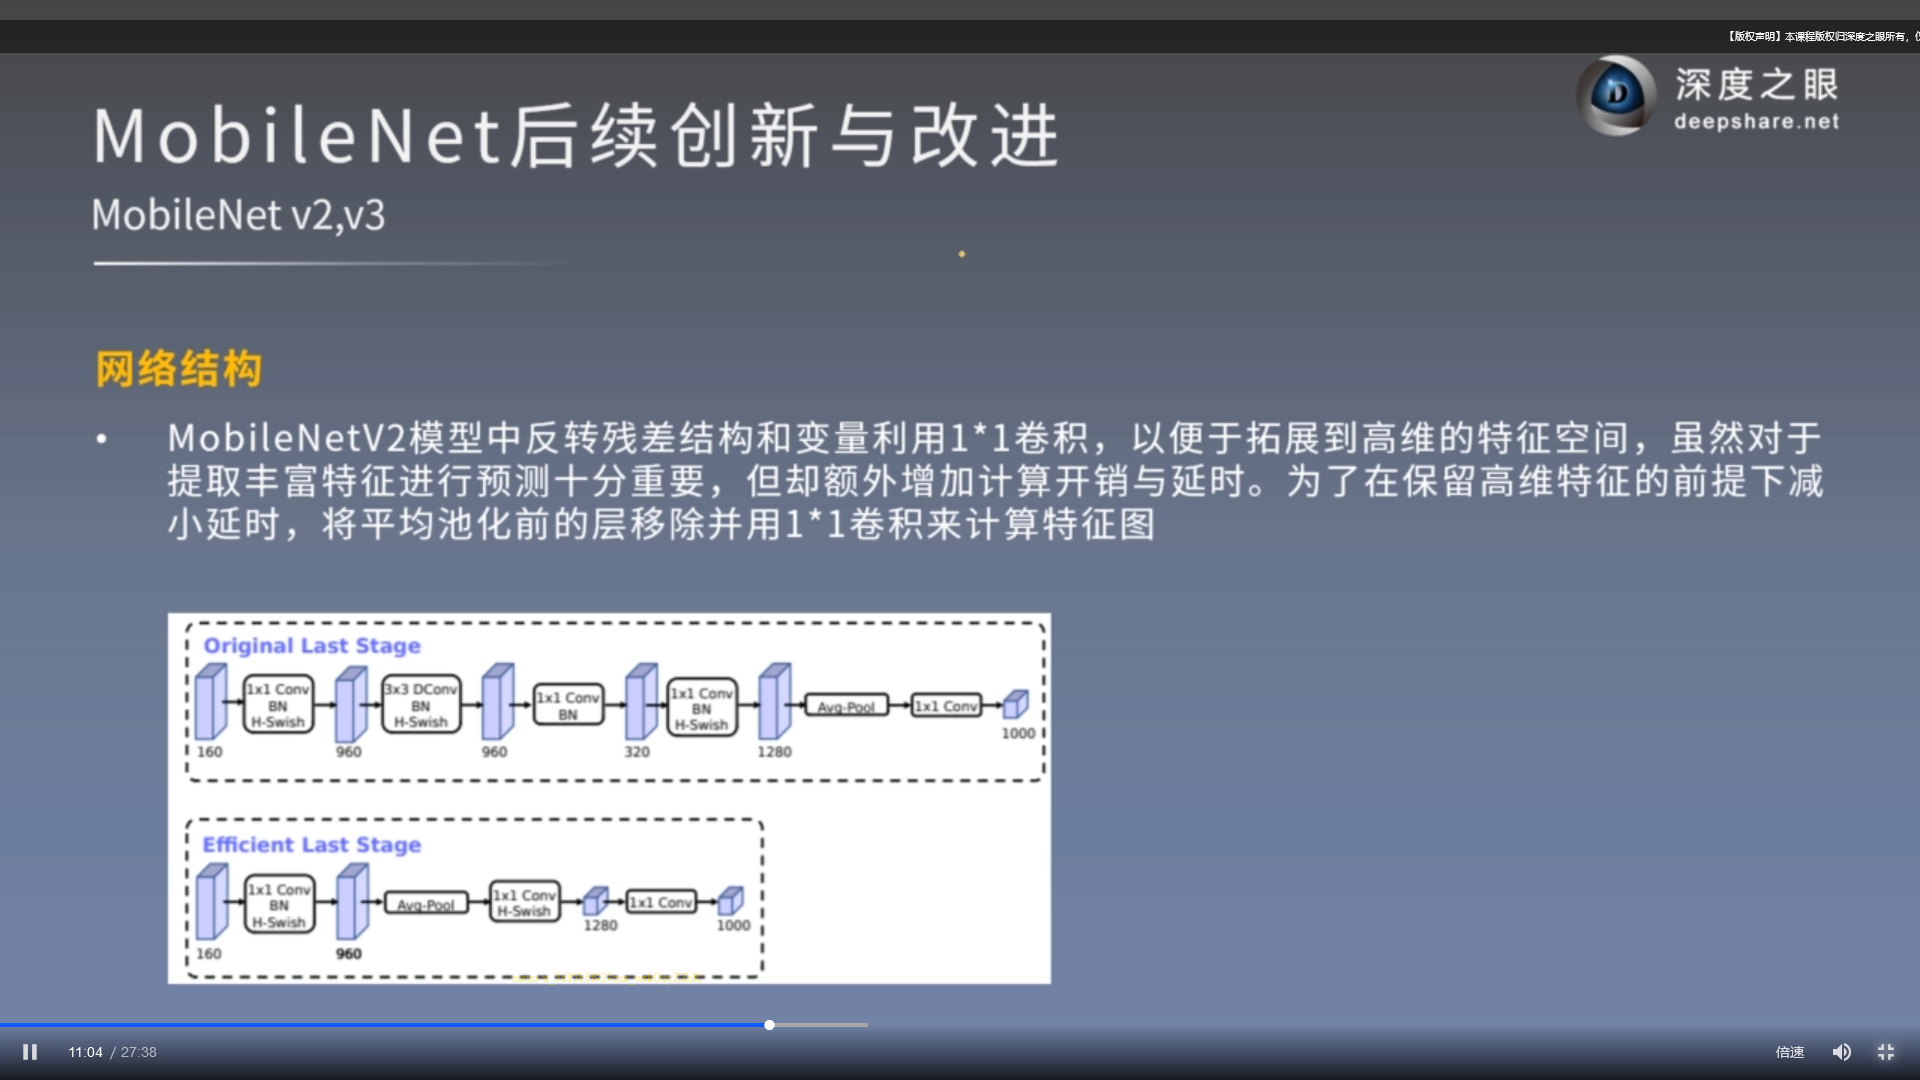 【版权声明】本课程版权归深度之眼所有，
深度之眼
deepshare.net
MobileNet后续创新与改进
MobileNet v2,v3
网络结构
• MobileNetV2模型中反转残差结构和变量利用1*1卷积，以便于拓展到高维的特征空间，虽然对于
提取丰富特征进行预测十分重要，但却额外增加计算开销与延时。为了在保留高维特征的前提下减
小延时，将平均池化前的层移除并用1*1卷积来计算特征图
Original Last Stage
1x1 Conv
BN
H-Swish
3x3 DConv
BN
H-Swish
1x1 Conv
BN
1x1 Conv
BN
H-Swish
Avg-Pool
1x1 Conv
160
960
960
320
1280
1000
Efficient Last Stage
1x1 Conv
BN
H-Swish
Avg-Pool
1x1 Conv
H-Swish
1x1 Conv
160
960
1280
1000
11:04 / 27:38
倍速